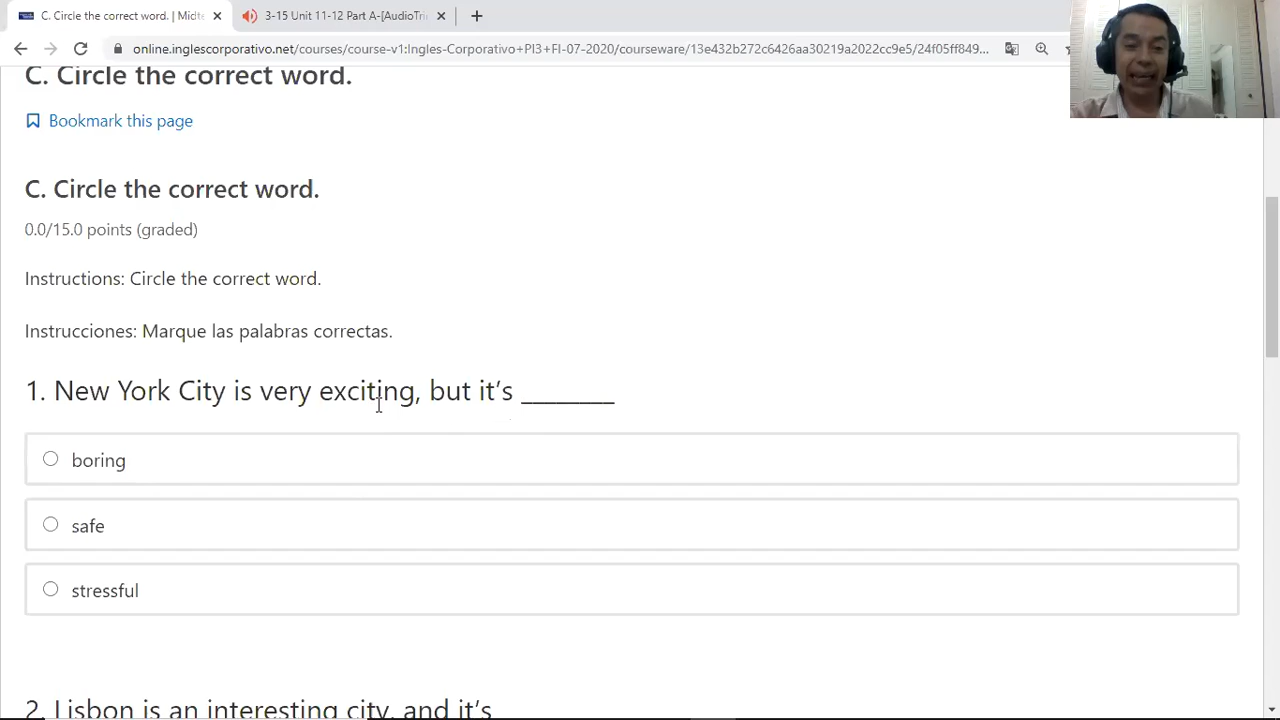 C. Circle the correct word. | Midte
3-15 Unit 11-12 Part A-[AudioTri
online.inglescorporativo.net/courses/course-v1:Ingles-Corporativo+PI3+FI-07-2020/courseware/13e432b272c6426aa30219a2022cc9e5/24f05ff849...
C. Circle the correct word.
Bookmark this page
C. Circle the correct word.
0.0/15.0 points (graded)
Instructions: Circle the correct word.
Instrucciones: Marque las palabras correctas.
1. New York City is very exciting, but it’s ________
boring
safe
stressful
2. Lisbon is an interesting city, and it’s